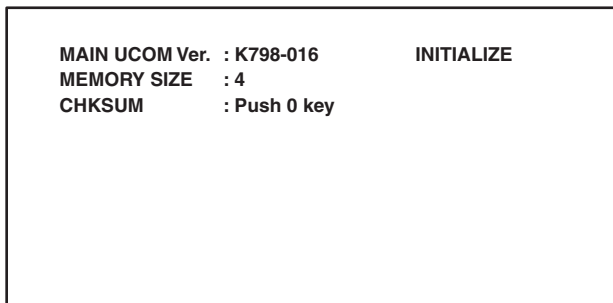 MAIN UCOM Ver. : K798-016 INITIALIZE
MEMORY SIZE : 4
CHKSUM : Push 0 key